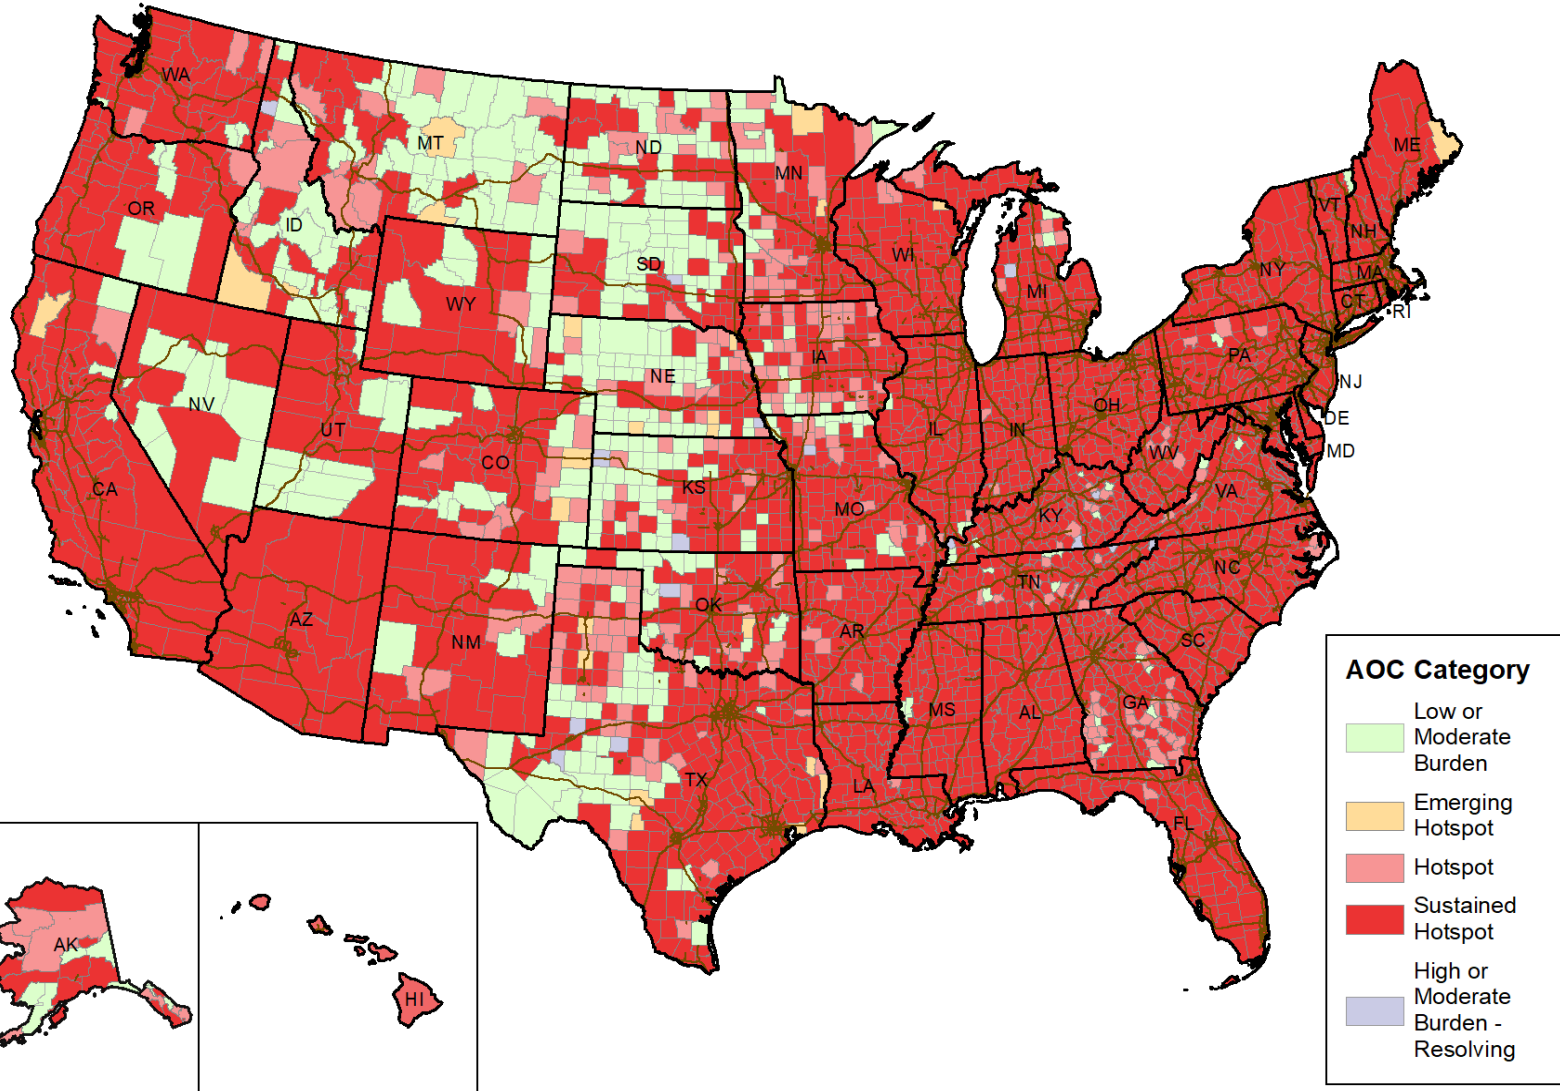 WA
MT
ND
MN
ME
OR
ID
SD
WI
VT
NH
NY
MA
WY
MI
CT
RI
IA
PA
NE
NJ
NV
OH
DE
UT
IL
IN
CO
WV
MD
CA
KS
VA
MO
KY
NC
TN
OK
AZ
AR
NM
SC
MS
AL
GA
TX
LA
FL
AK
HI
AOC Category
Low or
Moderate
Burden
Emerging
Hotspot
Hotspot
Sustained
Hotspot
High or
Moderate
Burden -
Resolving